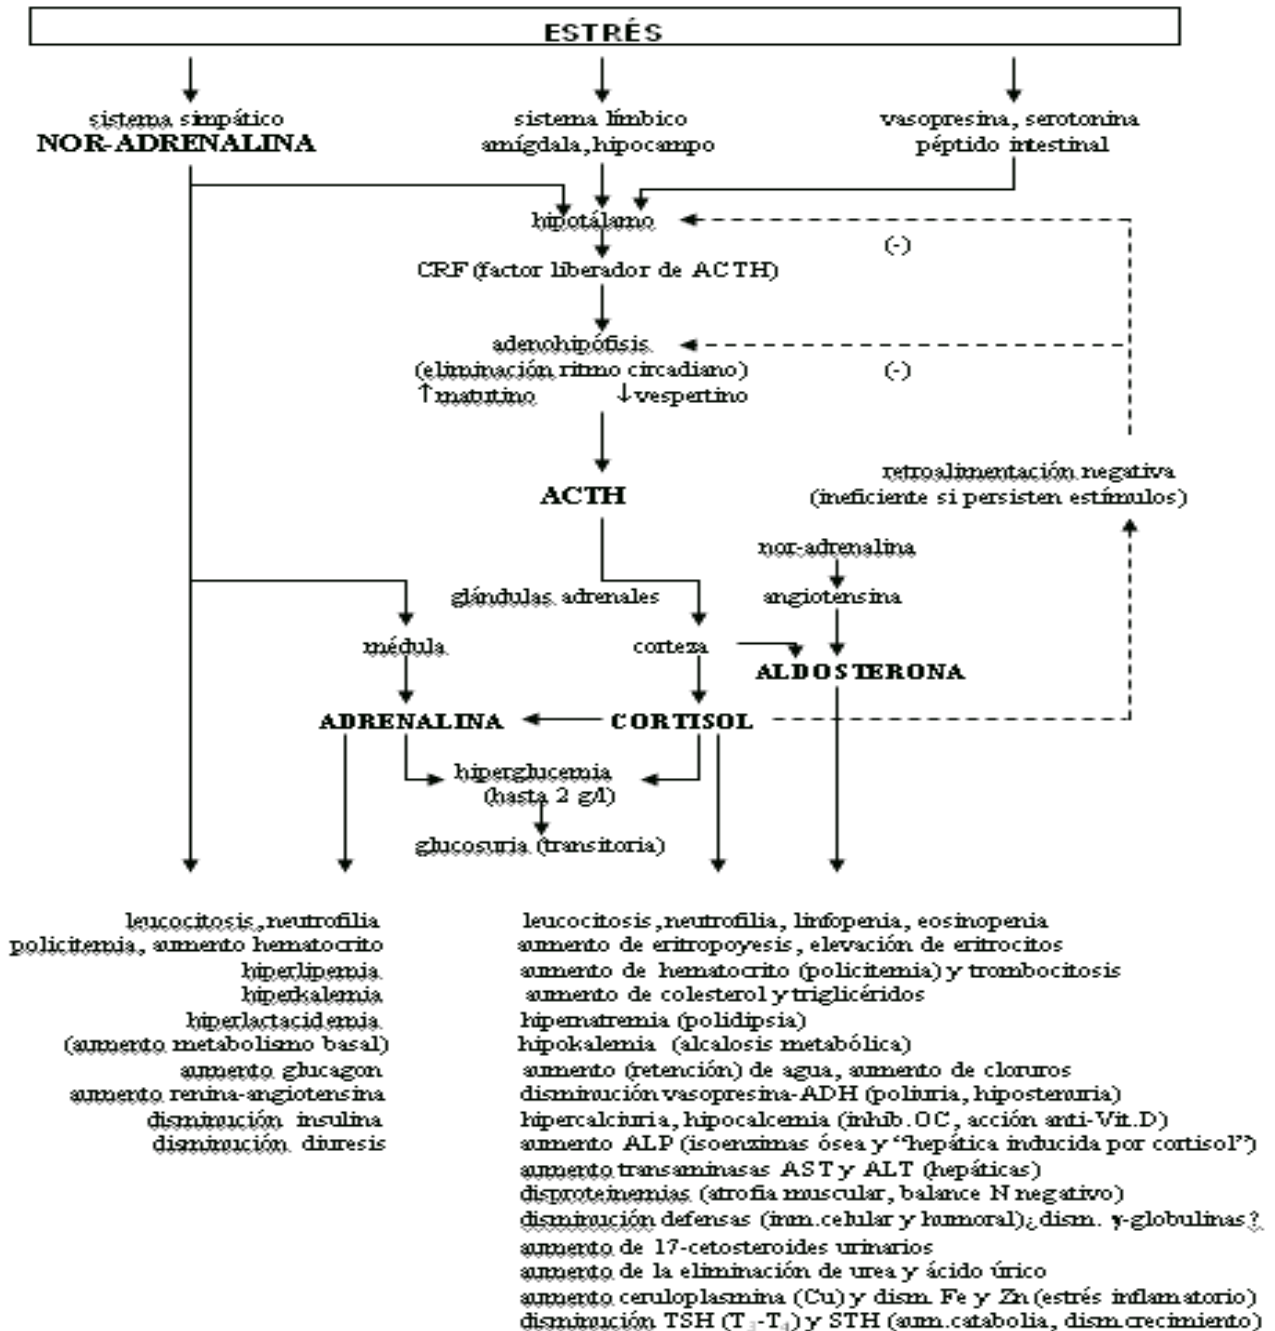 ESTRÉS
sistema simpático
NOR-ADRENALINA
sistema límbico
amígdala, hipocampo
vasopresina, serotonina
péptido intestinal
hipotálamo
(-)
CRF (factor liberador de ACTH)
adenohipófisis
(eliminación ritmo circadiano)
↑matutino ↓vespertino
(-)
retroalimentación negativa
(ineficiente si persisten estímulos)
ACTH
nor-adrenalina
glándulas adrenales
angiotensina
médula
corteza
ALDOSTERONA
ADRENALINA
CORTISOL
hiperglucemia
(hasta 2 g/l)
glucosuria (transitoria)
leucocitosis, neutrofilia
policitemia, aumento hematocrito
hiperlipemia
hiperkalemia
hiperlactacidemia
(aumento metabolismo basal)
aumento glucagon
aumento renina-angiotensina
disminución insulina
disminución diuresis
leucocitosis, neutrofilia, linfopenia, eosinopenia
aumento de eritropoyesis, elevación de eritrocitos
aumento de hematocrito (policitemia) y trombocitosis
aumento de colesterol y triglicéridos
hipernatremia (polidipsia)
hipokalemia (alcalosis metabólica)
aumento (retención) de agua, aumento de cloruros
disminución vasopresina-ADH (poliuria, hipostenuria)
hipercalciuria, hipocalcemia (inhib.OC, acción anti-Vit.D)
aumento ALP (isoenzimas ósea y “hepática inducida por cortisol”)
aumento transaminasas AST y ALT (hepáticas)
disproteinemias (atrofia muscular, balance N negativo)
disminución defensas (inm.celular y humoral)¿dism. γ-globulinas?
aumento de 17-cetosteroides urinarios
aumento de la eliminación de urea y ácido úrico
aumento ceruloplasmina (Cu) y dism. Fe y Zn (estrés inflamatorio)
disminución TSH (T₃-T₄) y STH (aum.catabolia, dism.crecimiento)